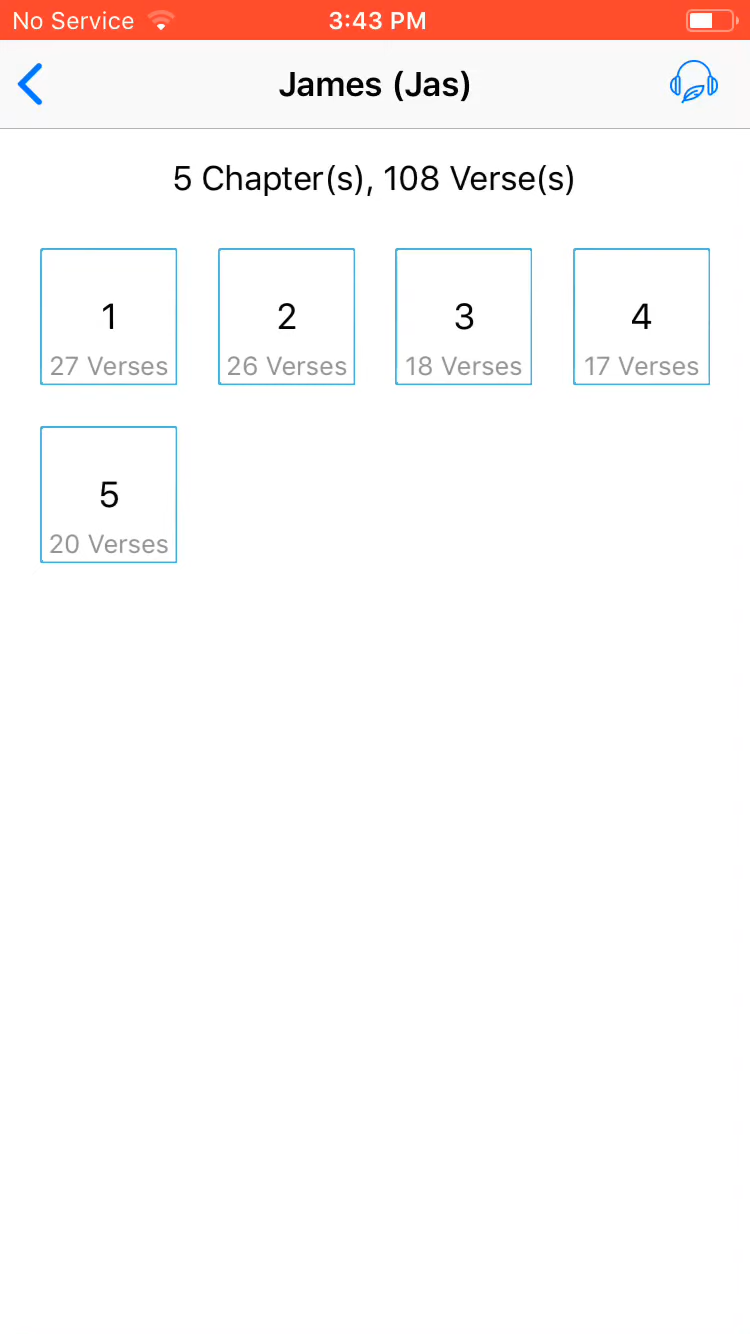 No Service 3:43 PM
James (Jas)
5 Chapter(s), 108 Verse(s)
1 2 3 4
27 Verses 26 Verses 18 Verses 17 Verses
5
20 Verses